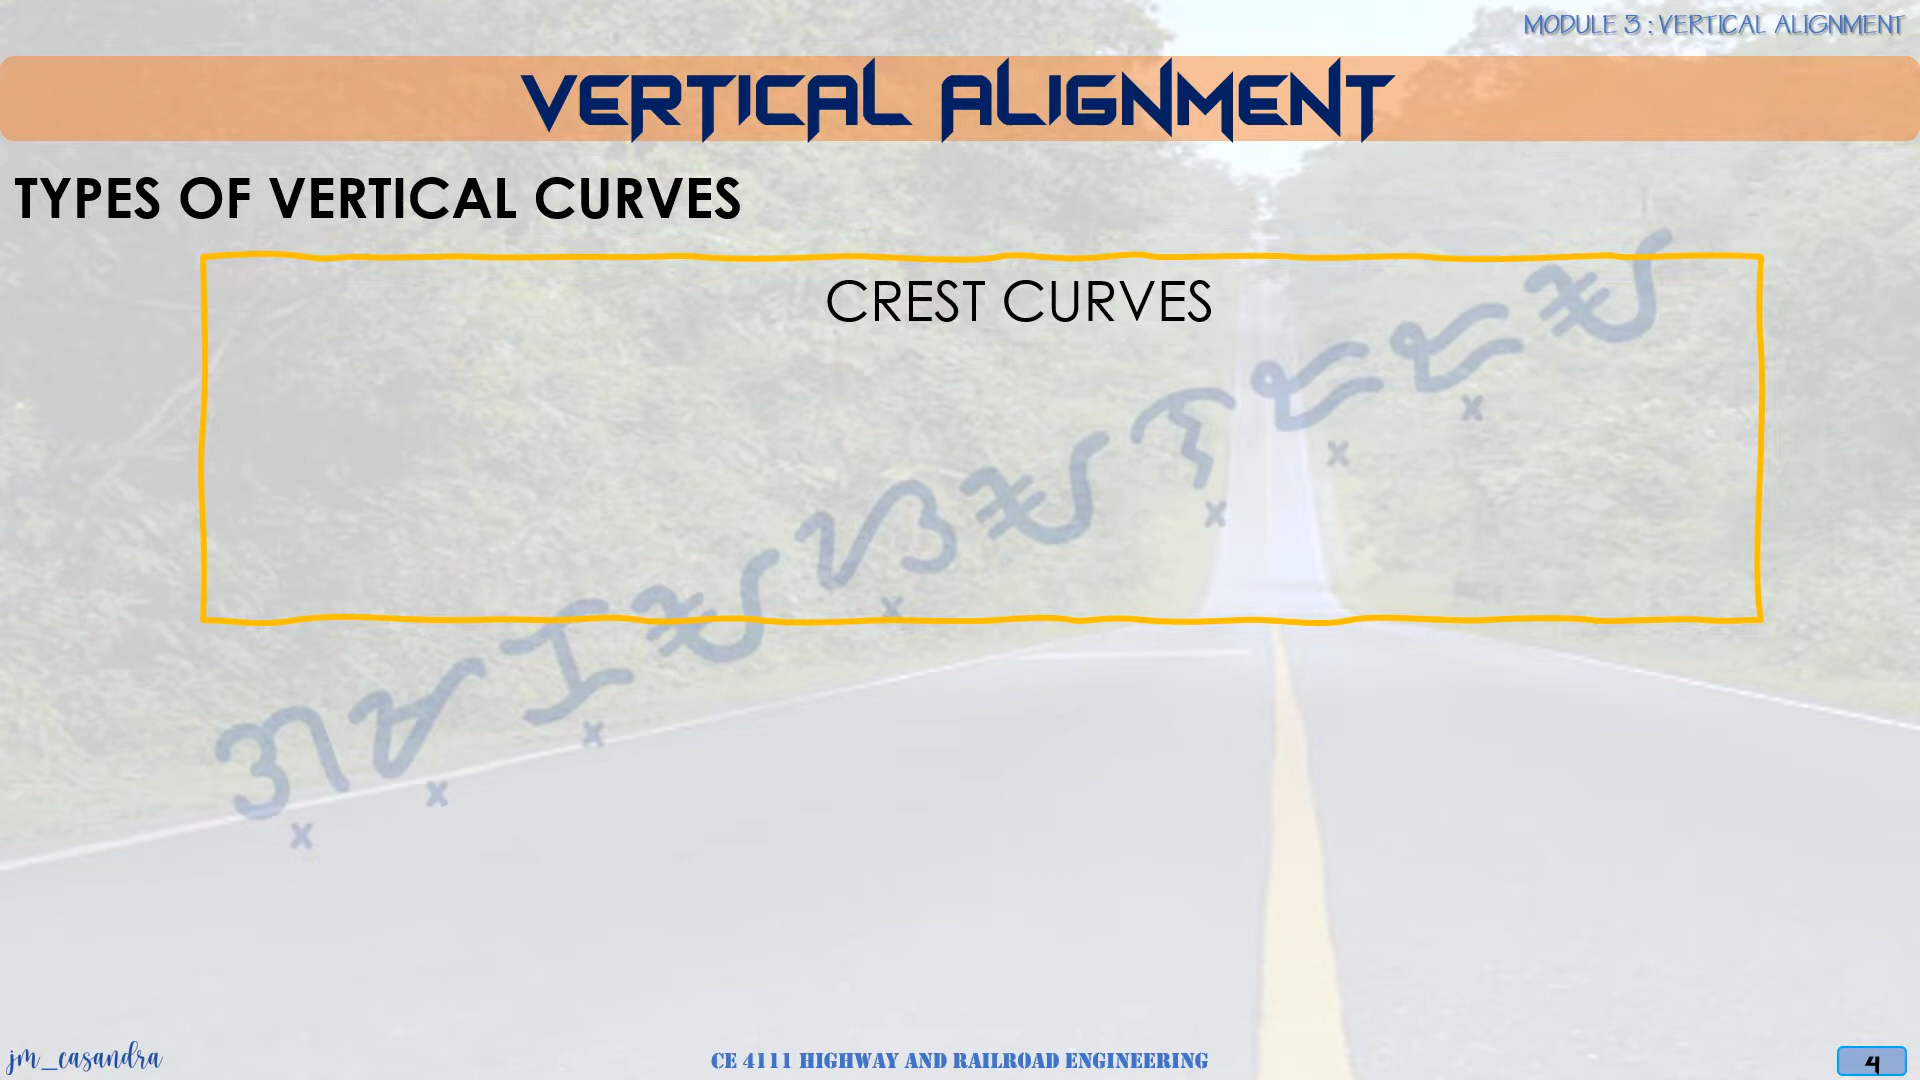 MODULE 3 : VERTICAL ALIGNMENT
VERTICAL ALIGNMENT
TYPES OF VERTICAL CURVES
CREST CURVES
jm_casandra
CE 4111 HIGHWAY AND RAILROAD ENGINEERING
4